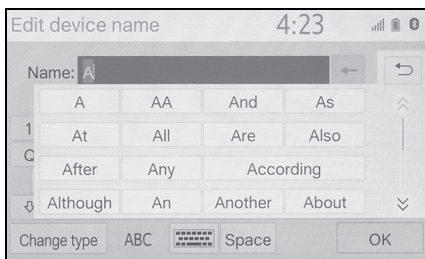 Edit device name 4:23
Name: A
A AA And As
1
At All Are Also
Q
After Any According
Although An Another About
Change type ABC Space OK